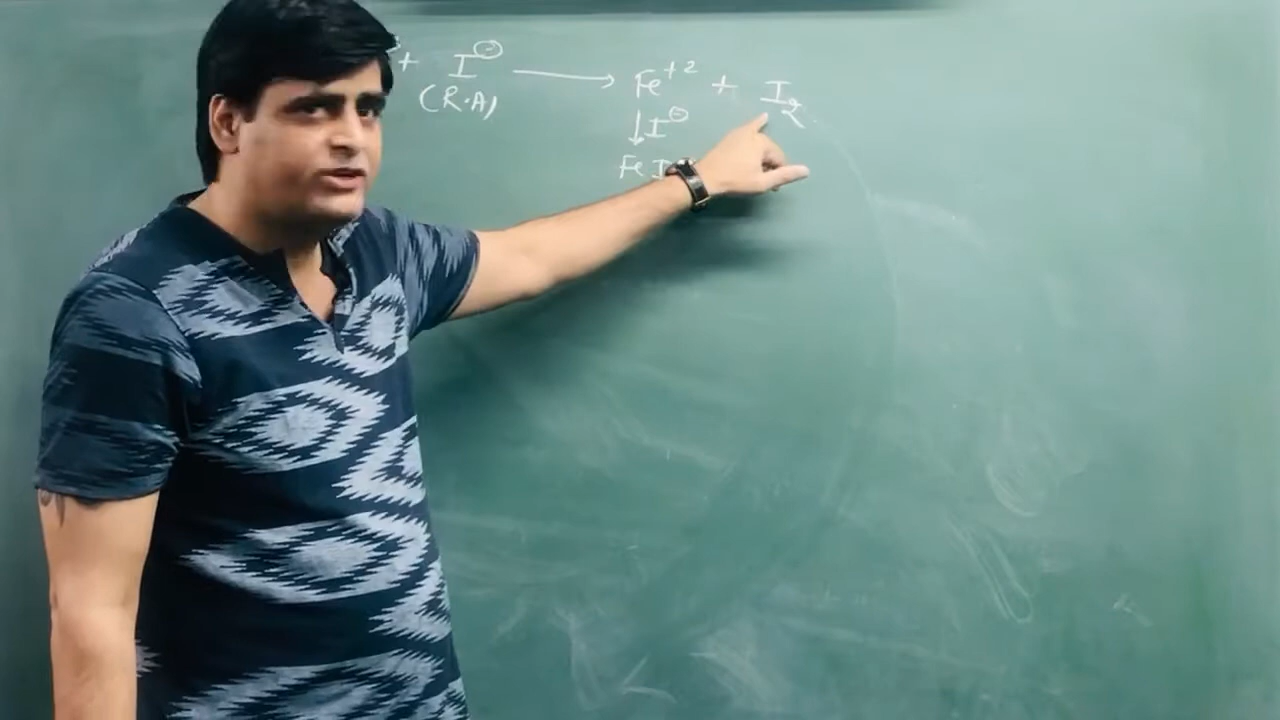 + I⊖ ⟶ Fe+2 + I2
(R.A)
↓ I⊖
Fe I